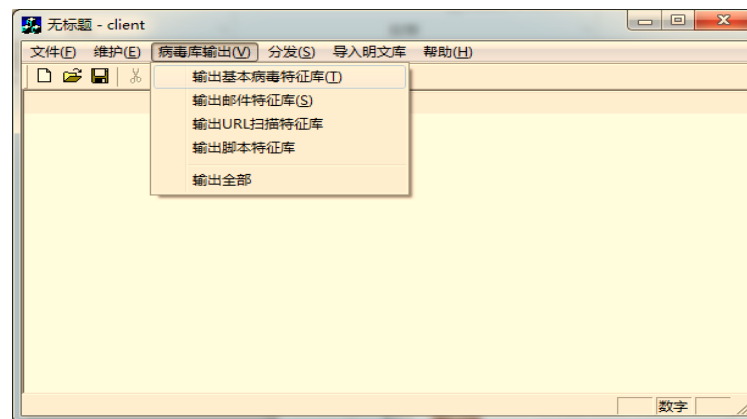 无标题 - client
文件(F) 维护(E) 病毒库输出(V) 分发(S) 导入明文库 帮助(H)
输出基本病毒特征库(T)
输出邮件特征库(S)
输出URL扫描特征库
输出脚本特征库
输出全部
数字